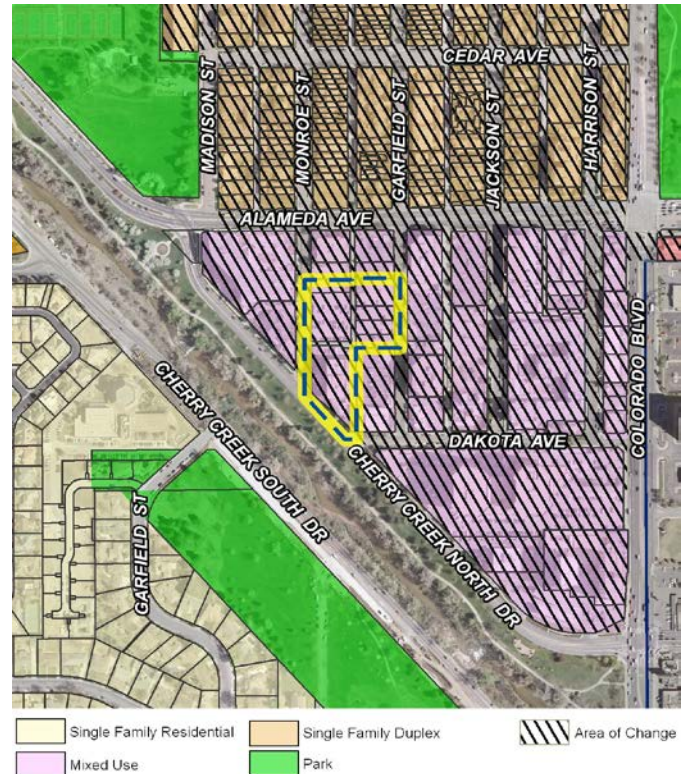 CEDAR AVE
MADISON ST
MONROE ST
GARFIELD ST
JACKSON ST
HARRISON ST
ALAMEDA AVE
COLORADO BLVD
DAKOTA AVE
CHERRY CREEK SOUTH DR
CHERRY CREEK NORTH DR
GARFIELD ST
Single Family Residential
Single Family Duplex
Area of Change
Mixed Use
Park